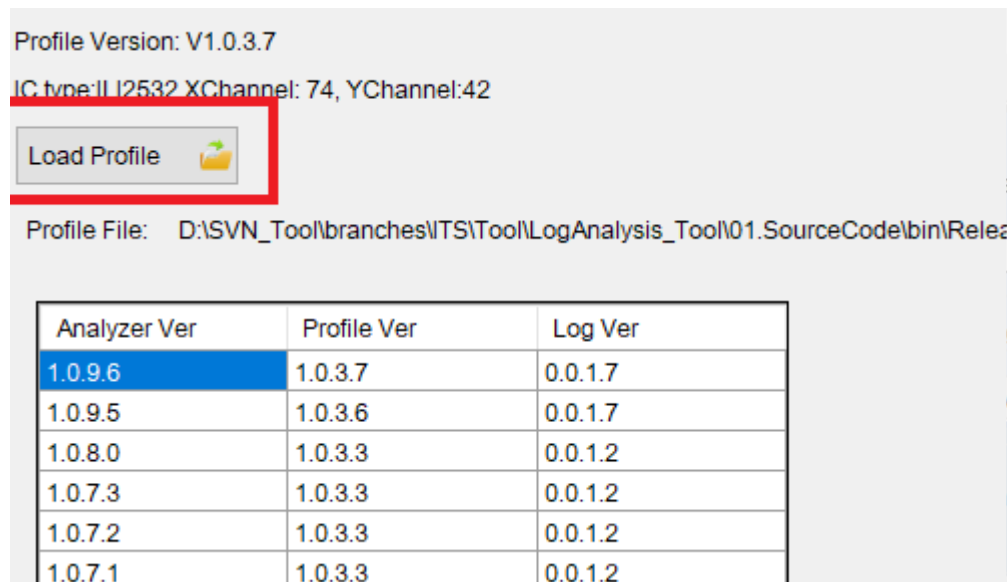 Profile Version: V1.0.3.7
IC type:ILI2532 XChannel: 74, YChannel:42
Load Profile
Profile File: D:\SVN_Tool\branches\ITS\Tool\LogAnalysis_Tool\01.SourceCode\bin\Relea
Analyzer Ver Profile Ver Log Ver
1.0.9.6 1.0.3.7 0.0.1.7
1.0.9.5 1.0.3.6 0.0.1.7
1.0.8.0 1.0.3.3 0.0.1.2
1.0.7.3 1.0.3.3 0.0.1.2
1.0.7.2 1.0.3.3 0.0.1.2
1.0.7.1 1.0.3.3 0.0.1.2